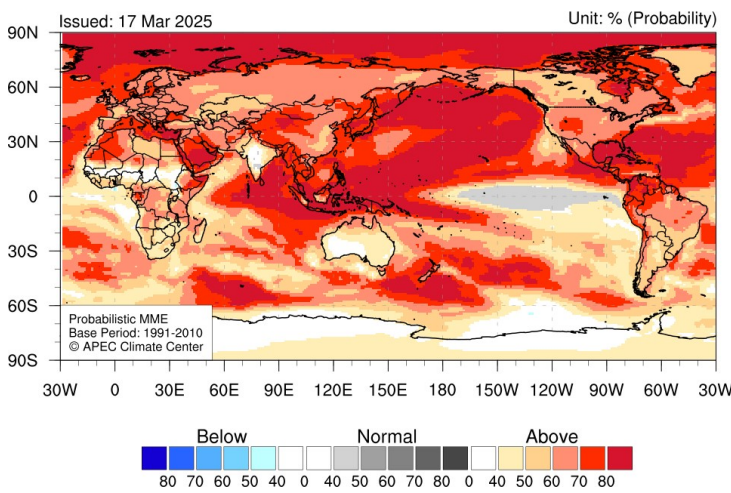 Issued: 17 Mar 2025
Unit: % (Probability)
90N
60N
30N
0
30S
60S
90S
Probabilistic MME
Base Period: 1991-2010
© APEC Climate Center
30W 0 30E 60E 90E 120E 150E 180 150W 120W 90W 60W 30W
Below Normal Above
80 70 60 50 40 0 40 50 60 70 80 0 40 50 60 70 80